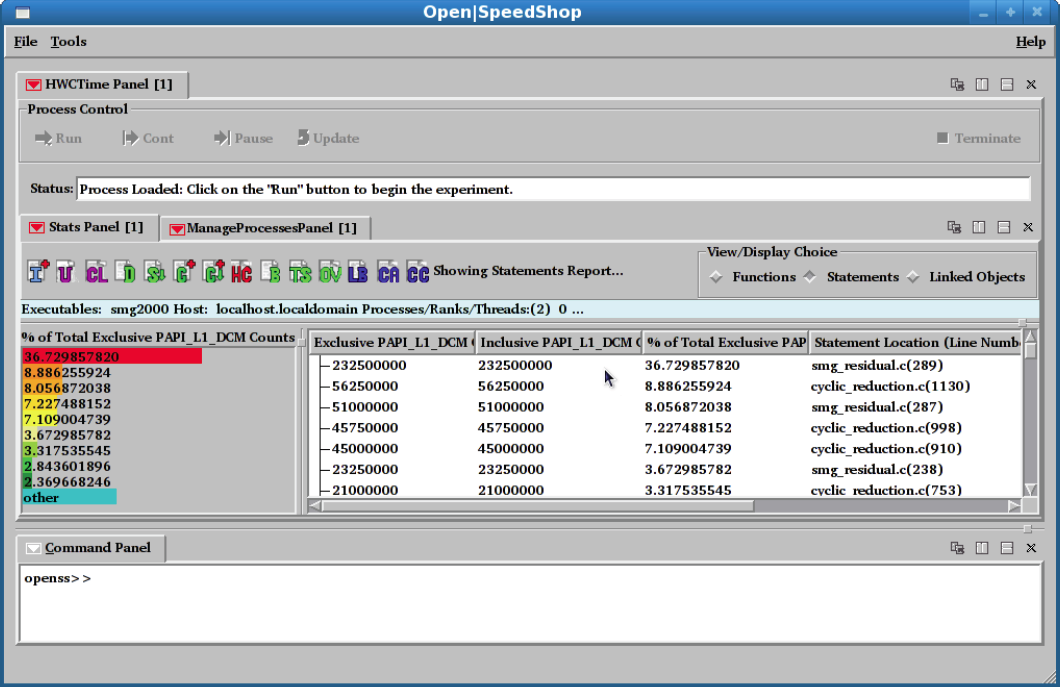 Open|SpeedShop
File Tools Help
HWCTime Panel [1]
Process Control
Run Cont Pause Update Terminate
Status: Process Loaded: Click on the "Run" button to begin the experiment.
Stats Panel [1] ManageProcessesPanel [1]
View/Display Choice
I U CL D S C C HC B TS OV LB CA CC Showing Statements Report...
Functions Statements Linked Objects
Executables: smg2000 Host: localhost.localdomain Processes/Ranks/Threads:(2) 0 ...
% of Total Exclusive PAPI_L1_DCM Counts
36.729857820
8.886255924
8.056872038
7.227488152
7.109004739
3.672985782
3.317535545
2.843601896
2.369668246
other
Exclusive PAPI_L1_DCM Inclusive PAPI_L1_DCM % of Total Exclusive PAP Statement Location (Line Numb
232500000 232500000 36.729857820 smg_residual.c(289)
56250000 56250000 8.886255924 cyclic_reduction.c(1130)
51000000 51000000 8.056872038 smg_residual.c(287)
45750000 45750000 7.227488152 cyclic_reduction.c(998)
45000000 45000000 7.109004739 cyclic_reduction.c(910)
23250000 23250000 3.672985782 smg_residual.c(238)
21000000 21000000 3.317535545 cyclic_reduction.c(753)
Command Panel
openss>>